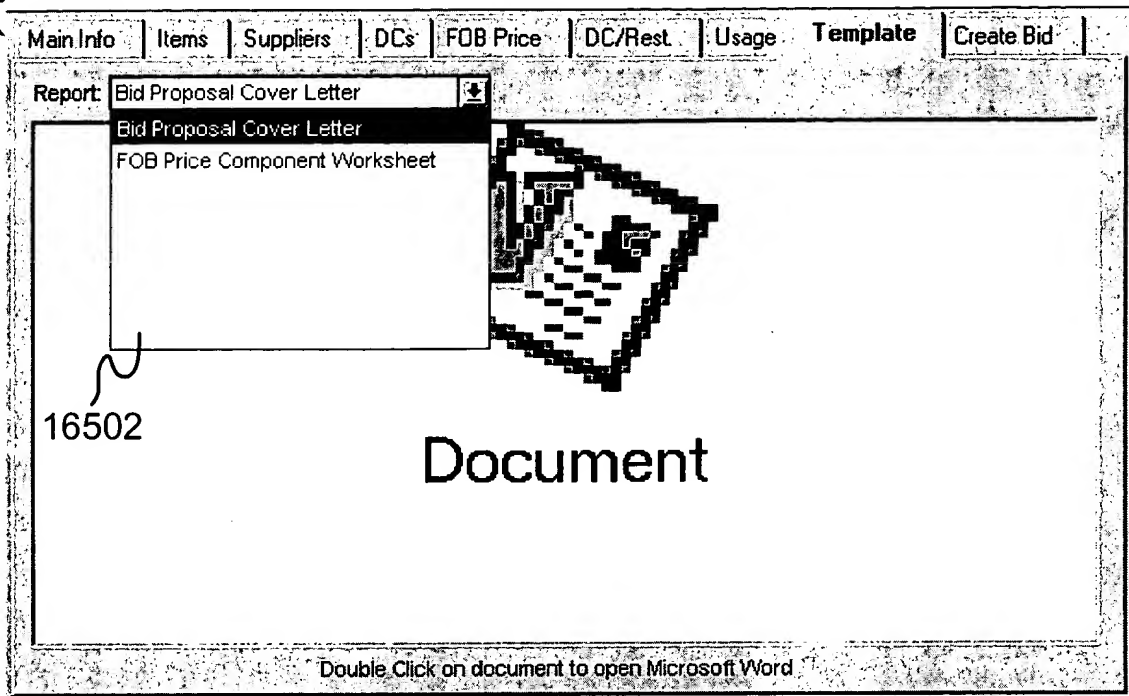 Main Info Items Suppliers DCs FOB Price DC/Rest. Usage Template Create Bid
Report: Bid Proposal Cover Letter
Bid Proposal Cover Letter
FOB Price Component Worksheet
16502
Document
Double Click on document to open Microsoft Word